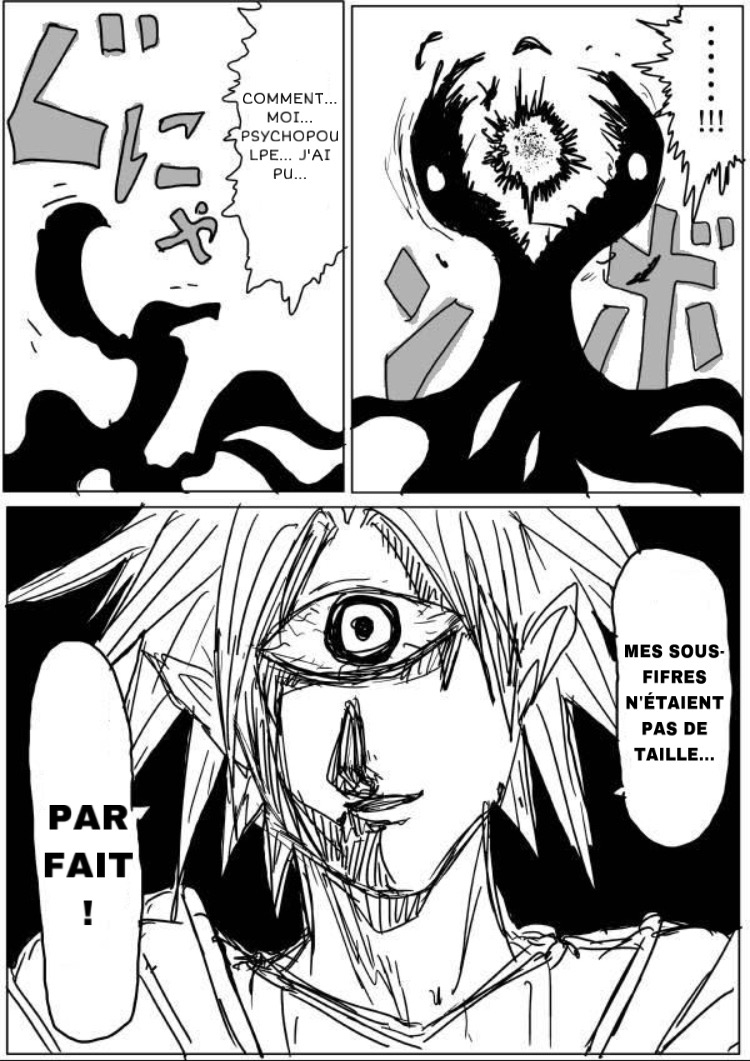 ......
!!!
ボン
COMMENT...
MOI...
PSYCHOPOU
LPE... J'AI
PU...
ぐにゃ
MES SOUS-
FIFRES
N'ÉTAIENT
PAS DE
TAILLE...
PAR
FAIT
!